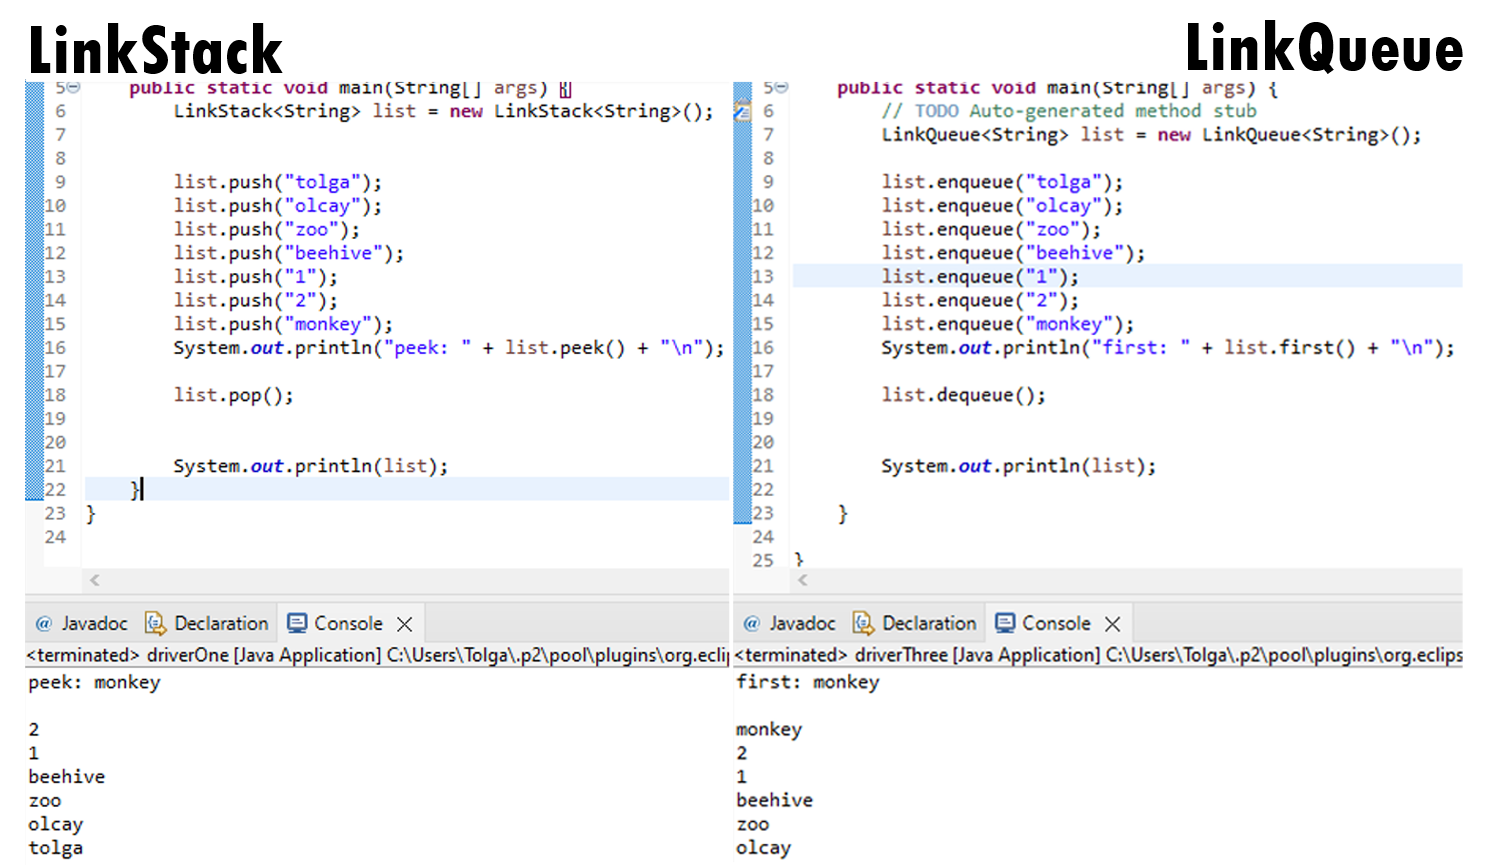 LinkStack
5 public static void main(String[] args) {
6 LinkStack<String> list = new LinkStack<String>();
7
8
9 list.push("tolga");
10 list.push("olcay");
11 list.push("zoo");
12 list.push("beehive");
13 list.push("1");
14 list.push("2");
15 list.push("monkey");
16 System.out.println("peek: " + list.peek() + "\n");
17
18 list.pop();
19
20
21 System.out.println(list);
22 }
23 }
24
<
@ Javadoc Declaration Console
<terminated> driverOne [Java Application] C:\Users\Tolga\.p2\pool\plugins\org.eclip
peek: monkey

2
1
beehive
zoo
olcay
tolga
LinkQueue
5 public static void main(String[] args) {
6 // TODO Auto-generated method stub
7 LinkQueue<String> list = new LinkQueue<String>();
8
9 list.enqueue("tolga");
10 list.enqueue("olcay");
11 list.enqueue("zoo");
12 list.enqueue("beehive");
13 list.enqueue("1");
14 list.enqueue("2");
15 list.enqueue("monkey");
16 System.out.println("first: " + list.first() + "\n");
17
18 list.dequeue();
19
20
21 System.out.println(list);
22
23 }
24
25 }
<
@ Javadoc Declaration Console
<terminated> driverThree [Java Application] C:\Users\Tolga\.p2\pool\plugins\org.eclips
first: monkey

monkey
2
1
beehive
zoo
olcay